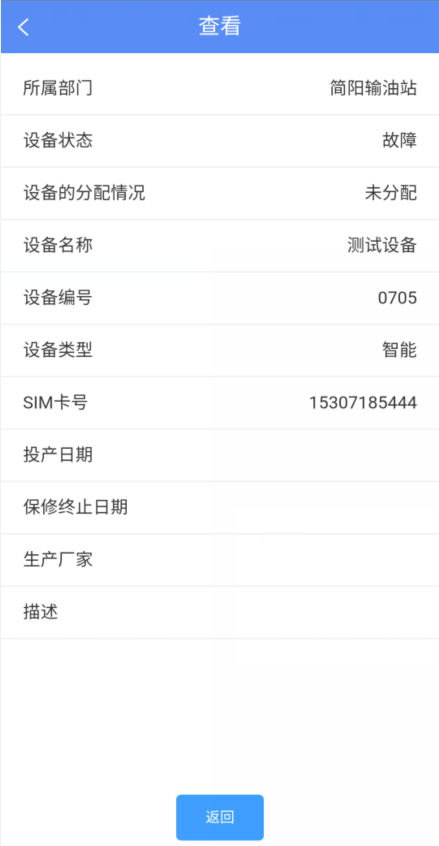 查看
所属部门 简阳输油站
设备状态 故障
设备的分配情况 未分配
设备名称 测试设备
设备编号 0705
设备类型 智能
SIM卡号 15307185444
投产日期
保修终止日期
生产厂家
描述
返回